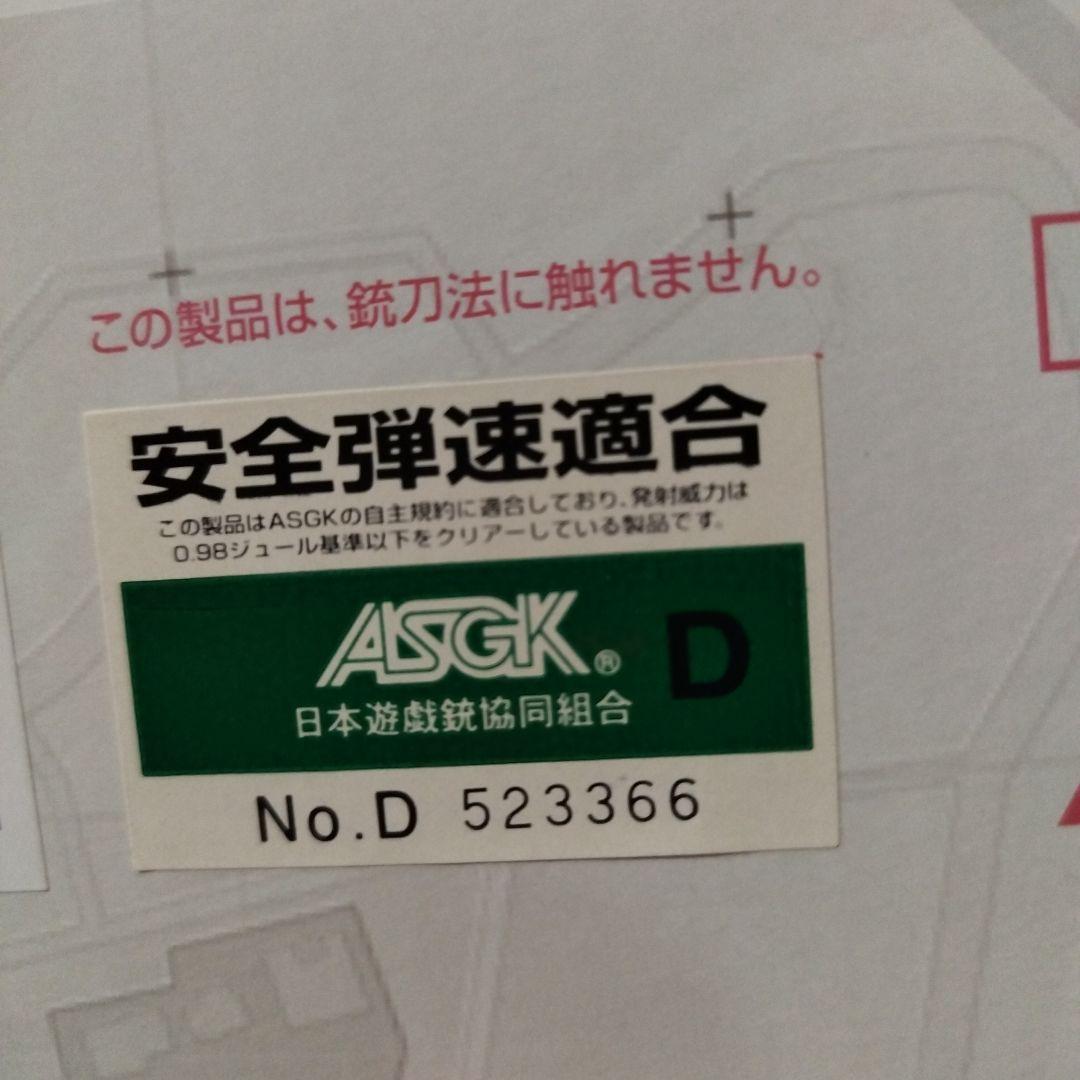 この製品は、銃刀法に触れません。
安全弾速適合
この製品はASGKの自主規約に適合しており、発射威力は
0.98ジュール基準以下をクリアーしている製品です。
ASGK® D
日本遊戯銃協同組合
No.D 523366